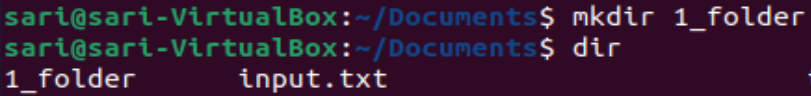 sari@sari-VirtualBox:~/Documents$ mkdir 1_folder
sari@sari-VirtualBox:~/Documents$ dir
1_folder input.txt